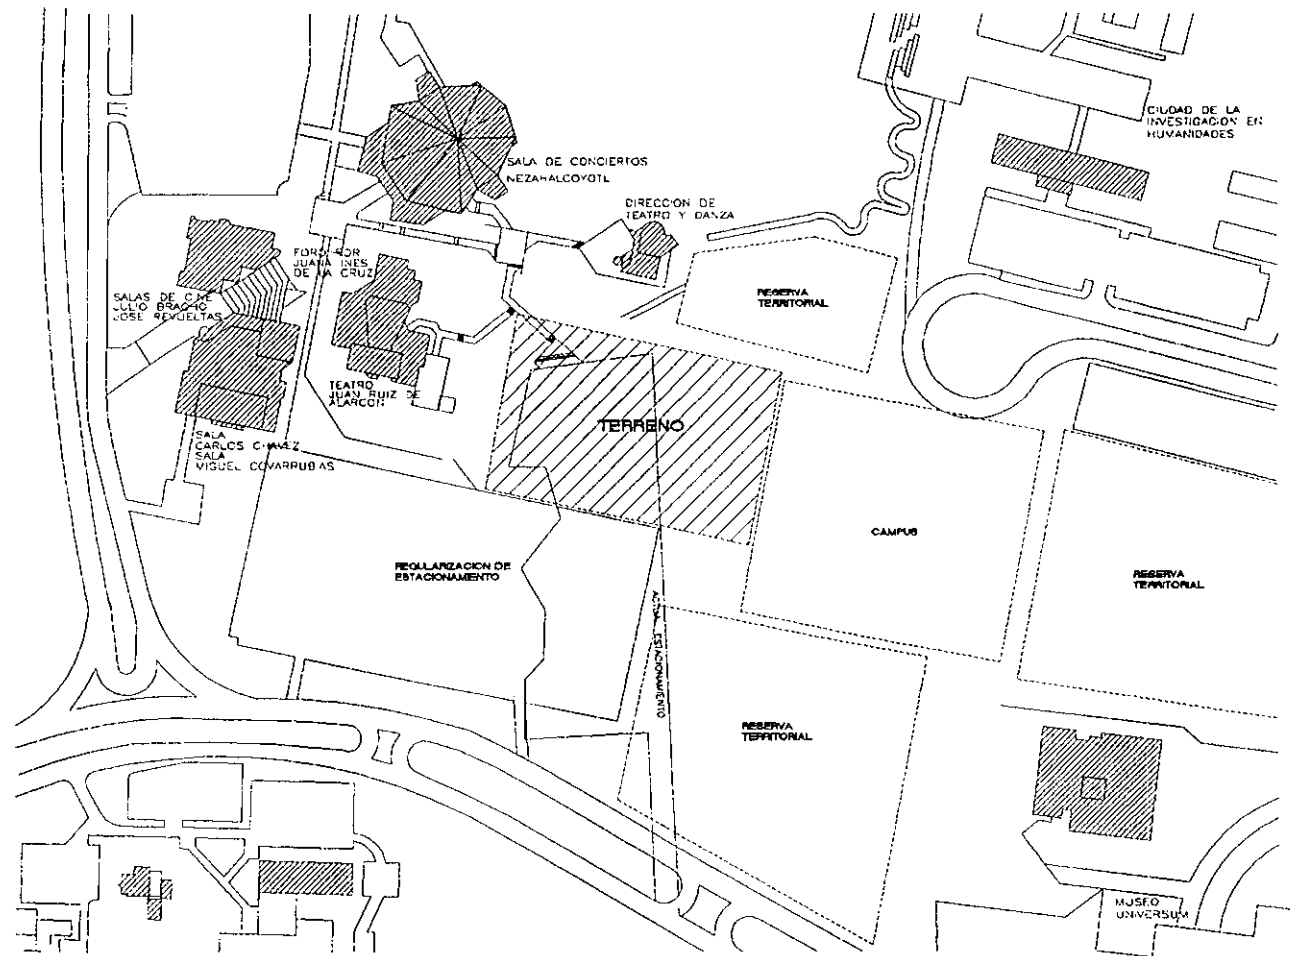 CIUDAD DE LA
INVESTIGACION EN
HUMANIDADES
SALA DE CONCIERTOS
NEZAHALCOYOTL
DIRECCION DE
TEATRO Y DANZA
FORO SOR
JUANA INES
DE LA CRUZ
SALAS DE CINE
JULIO BRACHO
JOSE REVUELTAS
RESERVA
TERRITORIAL
TEATRO
JUAN RUIZ DE
ALARCON
TERRENO
SALA
CARLOS CHAVEZ
SALA
MIGUEL COVARRUBIAS
CAMPUS
REGULARIZACION DE
ESTACIONAMIENTO
RESERVA
TERRITORIAL
ACTUAL ESTACIONAMIENTO
RESERVA
TERRITORIAL
MUSEO
UNIVERSUM